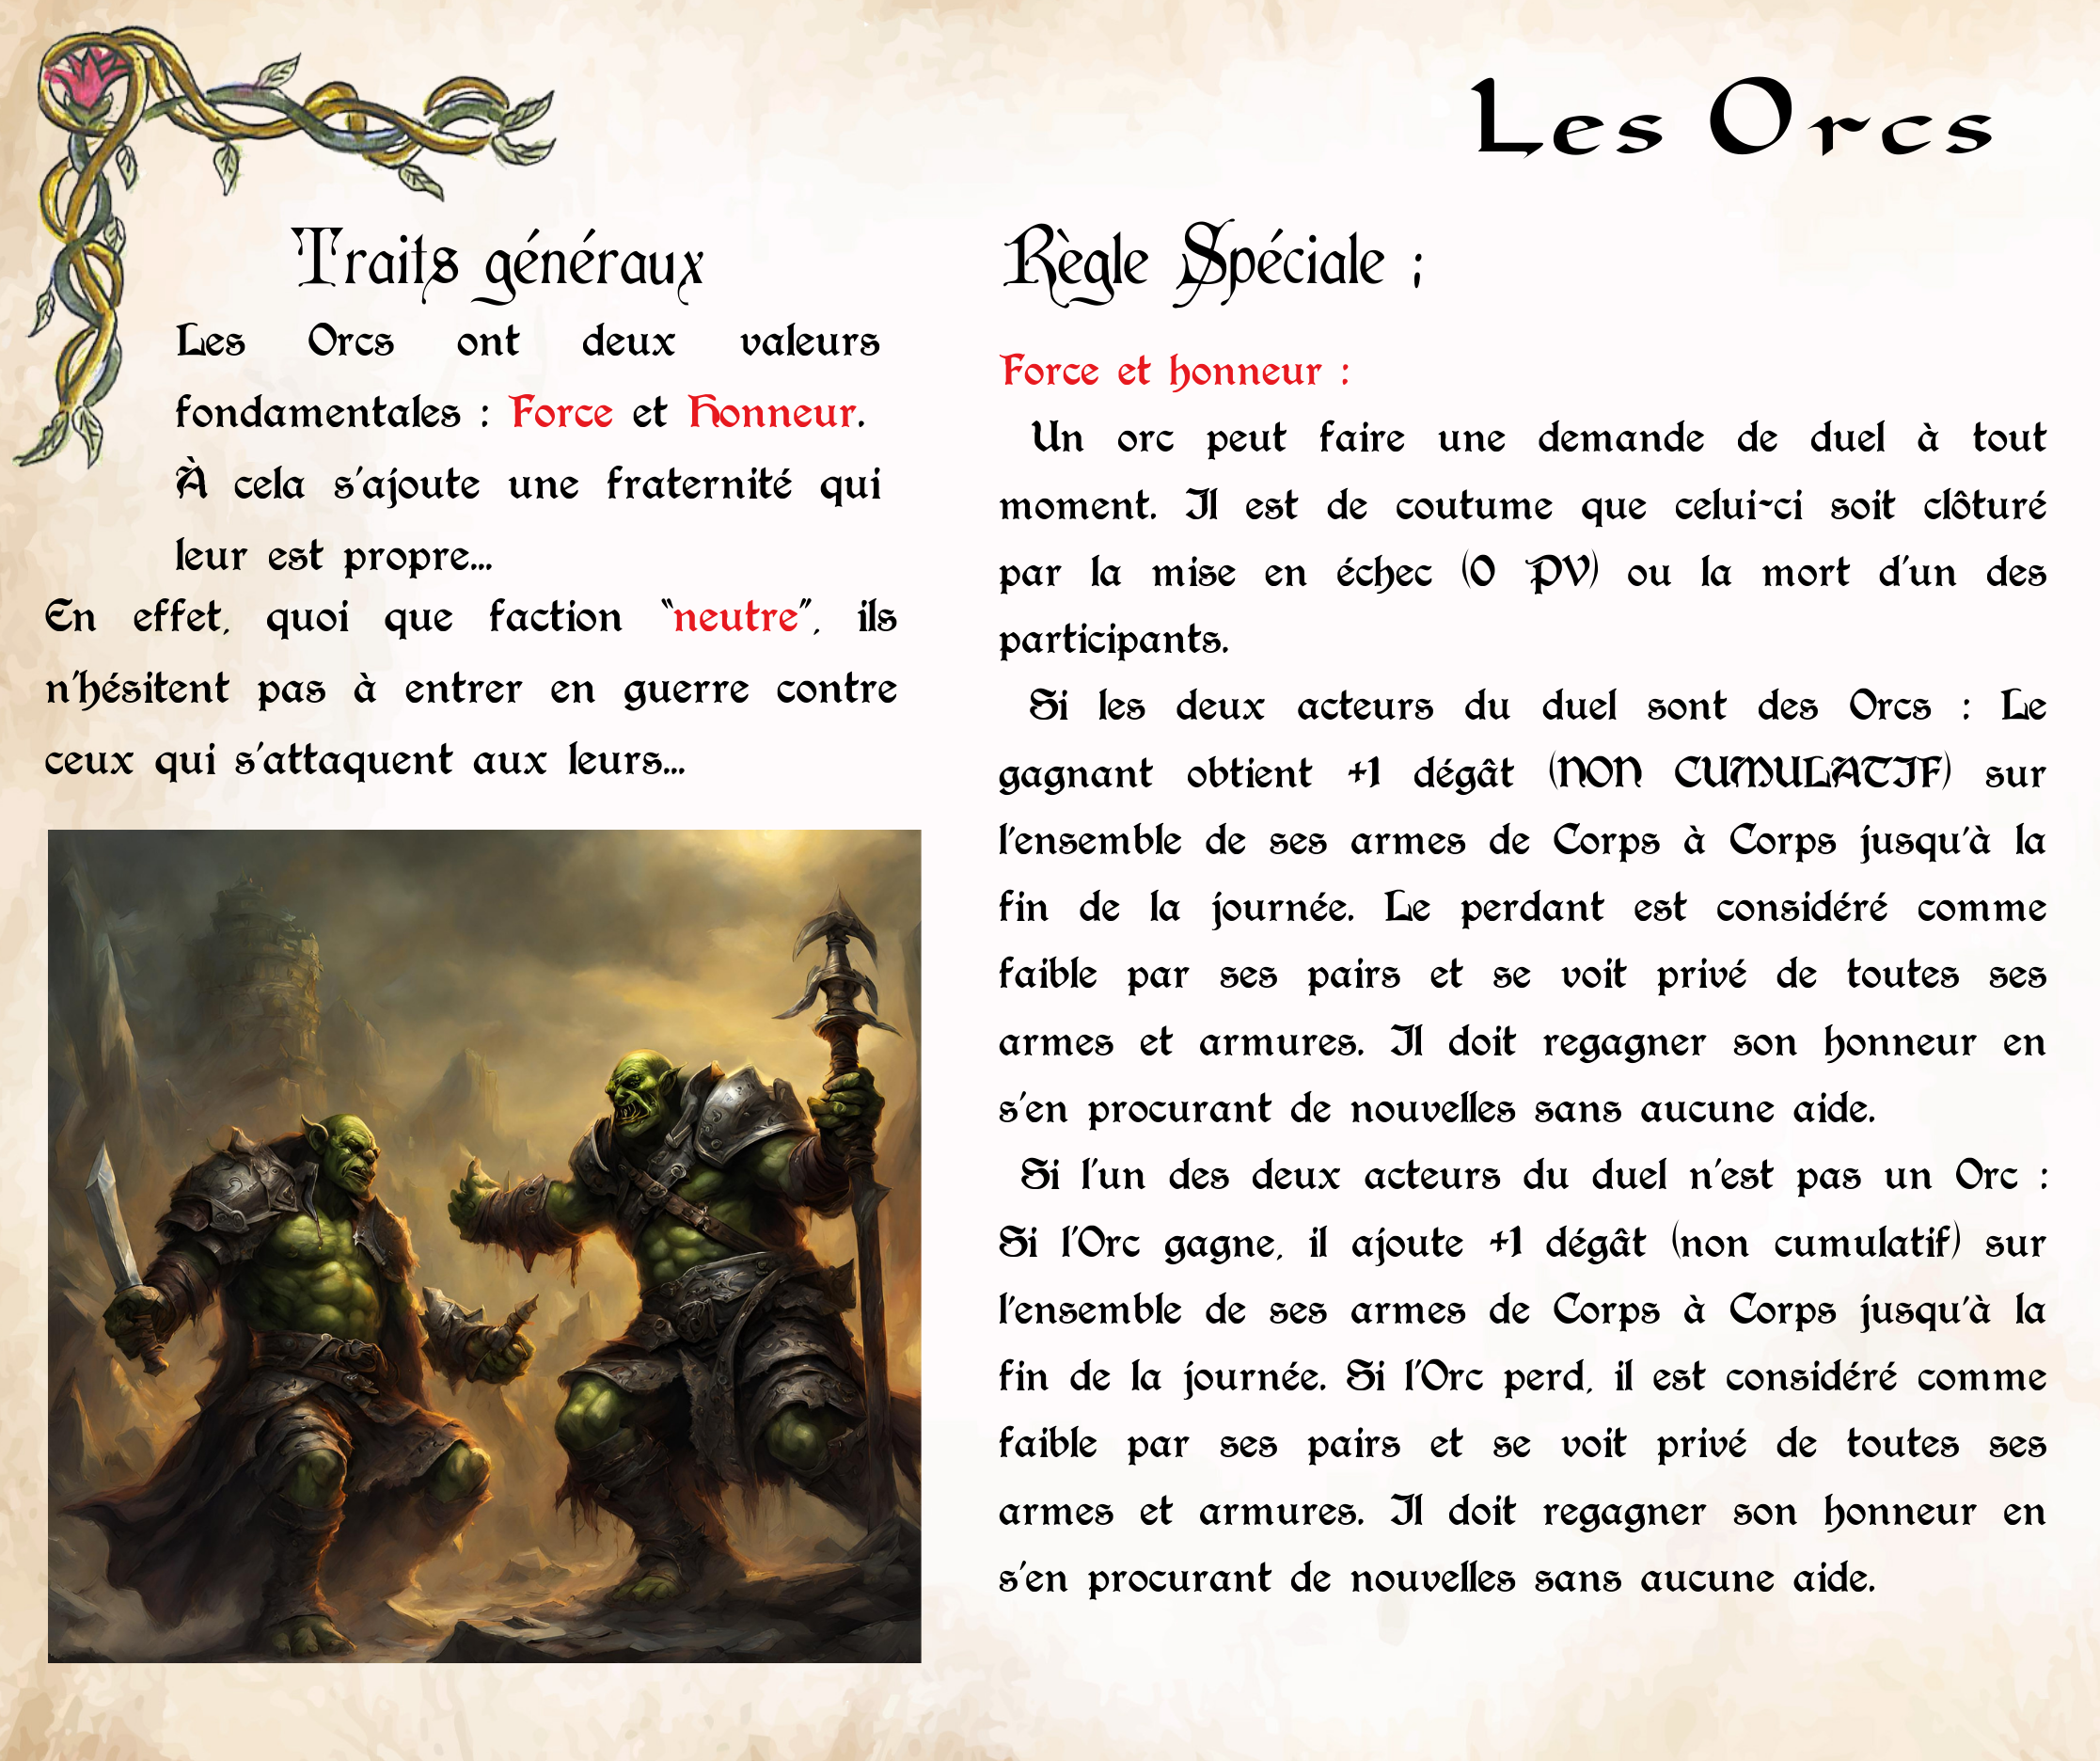 Les Orcs
Traits généraux
Les Orcs ont deux valeurs
fondamentales : Force et Honneur.
À cela s'ajoute une fraternité qui
leur est propre...
En effet, quoi que faction "neutre", ils
n'hésitent pas à entrer en guerre contre
ceux qui s'attaquent aux leurs...
Règle Spéciale ;
Force et honneur :
Un orc peut faire une demande de duel à tout
moment. Il est de coutume que celui-ci soit clôturé
par la mise en échec (0 PV) ou la mort d'un des
participants.
Si les deux acteurs du duel sont des Orcs : Le
gagnant obtient +1 dégât (NON CUMULATIF) sur
l'ensemble de ses armes de Corps à Corps jusqu'à la
fin de la journée. Le perdant est considéré comme
faible par ses pairs et se voit privé de toutes ses
armes et armures. Il doit regagner son honneur en
s'en procurant de nouvelles sans aucune aide.
Si l'un des deux acteurs du duel n'est pas un Orc :
Si l'Orc gagne, il ajoute +1 dégât (non cumulatif) sur
l'ensemble de ses armes de Corps à Corps jusqu'à la
fin de la journée. Si l'Orc perd, il est considéré comme
faible par ses pairs et se voit privé de toutes ses
armes et armures. Il doit regagner son honneur en
s'en procurant de nouvelles sans aucune aide.